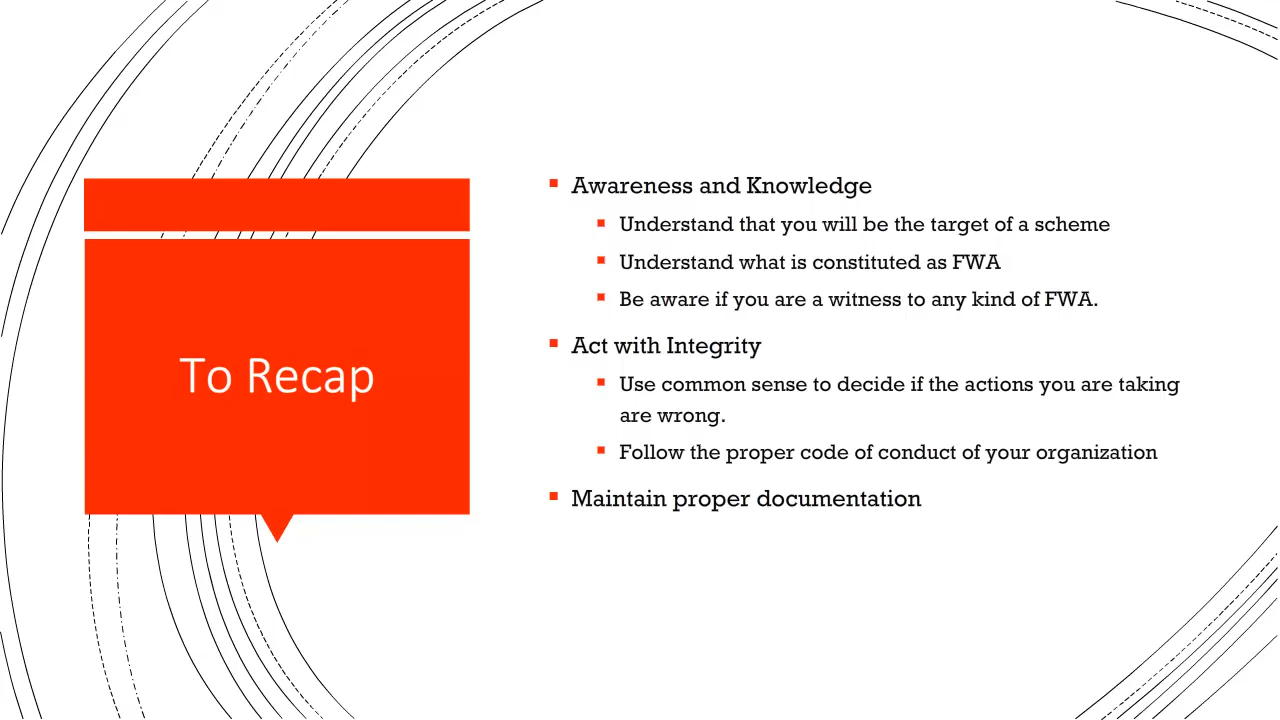 To Recap
Awareness and Knowledge
Understand that you will be the target of a scheme
Understand what is constituted as FWA
Be aware if you are a witness to any kind of FWA.
Act with Integrity
Use common sense to decide if the actions you are taking
are wrong.
Follow the proper code of conduct of your organization
Maintain proper documentation